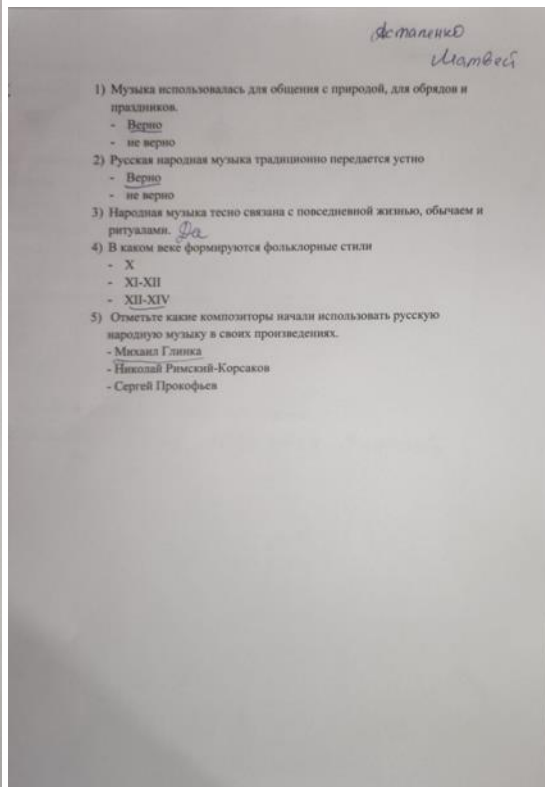 Астапенко
Матвей
1) Музыка использовалась для общения с природой, для обрядов и
праздников.
- Верно
- не верно
2) Русская народная музыка традиционно передается устно
- Верно
- не верно
3) Народная музыка тесно связана с повседневной жизнью, обычаем и
ритуалами. Да
4) В каком веке формируются фольклорные стили
- X
- XI-XII
- XII-XIV
5) Отметьте какие композиторы начали использовать русскую
народную музыку в своих произведениях.
- Михаил Глинка
- Николай Римский-Корсаков
- Сергей Прокофьев